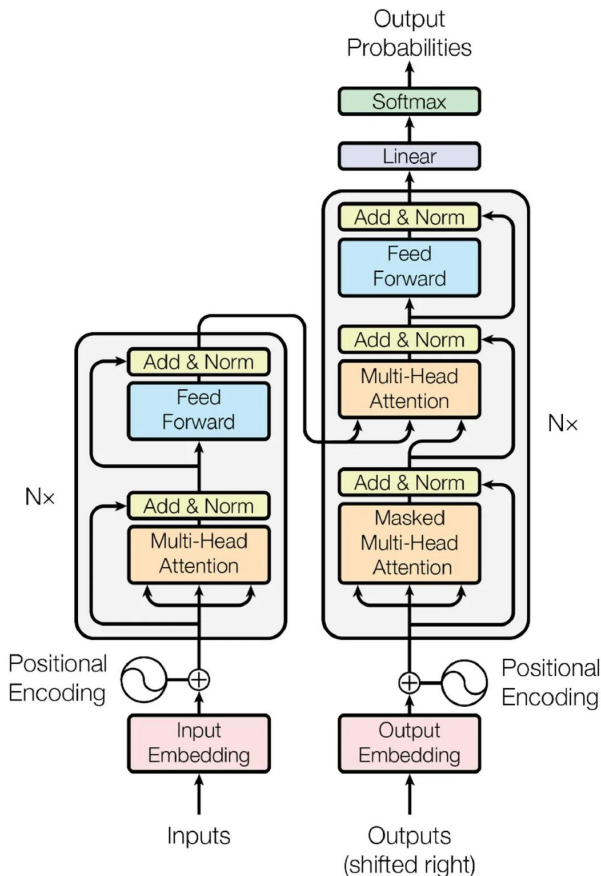 Output
Probabilities
Softmax
Linear
Add & Norm
Feed
Forward
Add & Norm
Multi-Head
Attention
Nx
Add & Norm
Masked
Multi-Head
Attention
Add & Norm
Feed
Forward
Nx
Add & Norm
Multi-Head
Attention
Positional
Encoding
Positional
Encoding
Input
Embedding
Output
Embedding
Inputs
Outputs
(shifted right)